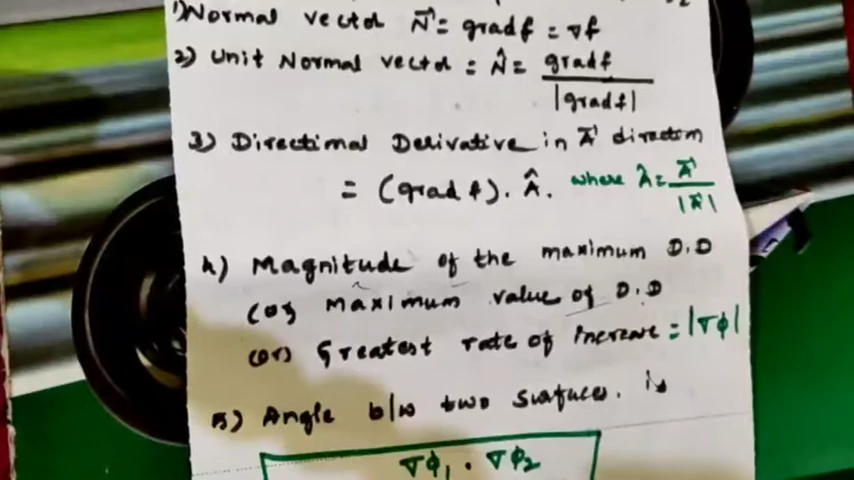 1) Normal vector N⃗ = grad f = ∇f
2) Unit Normal vector = N̂ = grad f / |grad f|
3) Directional Derivative in A⃗ direction
= (grad f). Â. where Â = A⃗ / |A⃗|
4) Magnitude of the maximum D.D
(or) maximum value of D.D
(or) Greatest rate of increase = |∇φ|
5) Angle b/w two surfaces. is
∇φ₁ . ∇φ₂